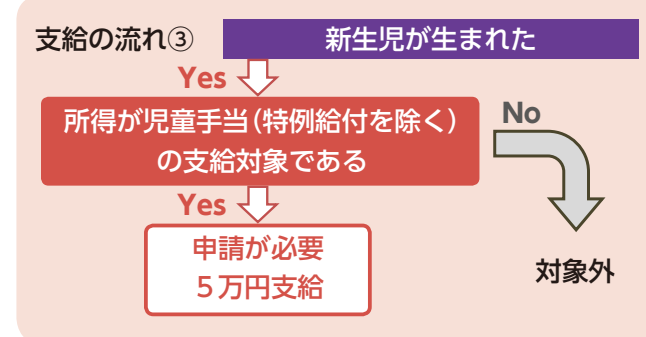 支給の流れ③
新生児が生まれた
Yes
所得が児童手当(特例給付を除く)
の支給対象である
No
Yes
申請が必要
5万円支給
対象外